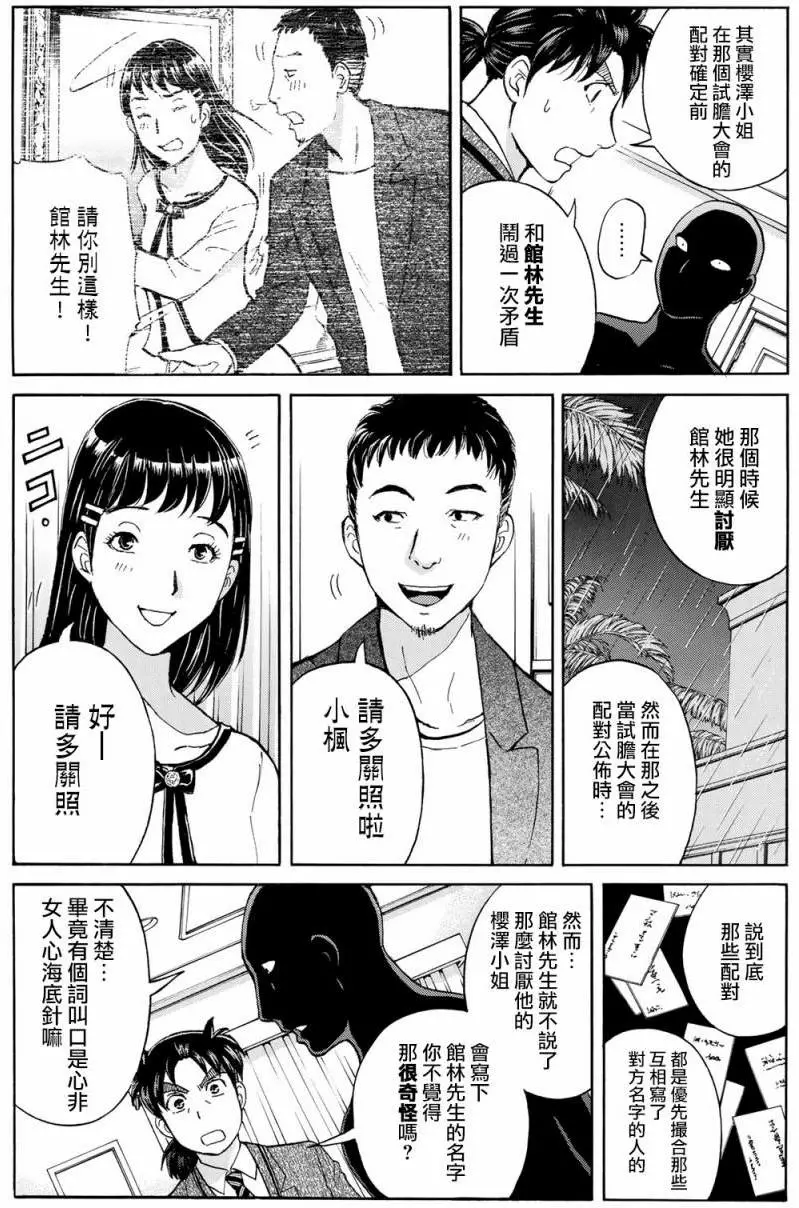 其實櫻澤小姐
在那個試膽大會的
配對確定前
…
和館林先生
鬧過一次矛盾
請你別這樣！
館林先生！
那個時候
她很明顯討厭
館林先生
然而在那之後
當試膽大會的
配對公佈時…
請多關照啦
小楓
ニコ。
好ー
請多關照
說到底
那些配對
都是優先撮合那些
互相寫了
對方名字的人的
然而…
館林先生就不說了
那麼討厭他的
櫻澤小姐
會寫下
館林先生的名字
你不覺得
那很奇怪嗎？
不清楚…
畢竟有個詞叫口是心非
女人心海底針嘛